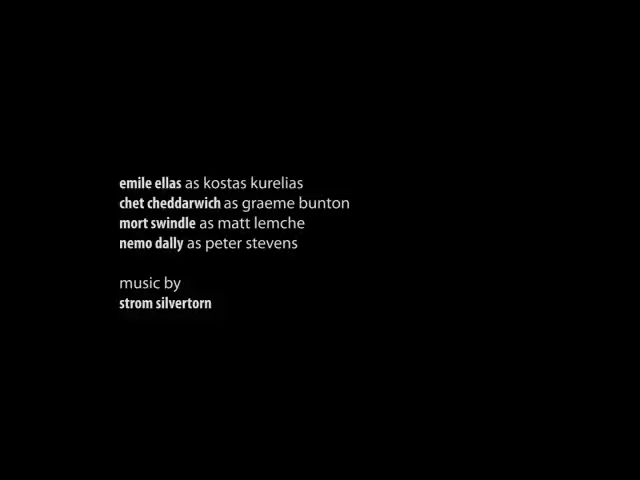 emile ellas as kostas kurelias
chet cheddarwich as graeme bunton
mort swindle as matt lemche
nemo dally as peter stevens
music by
strom silvertorn